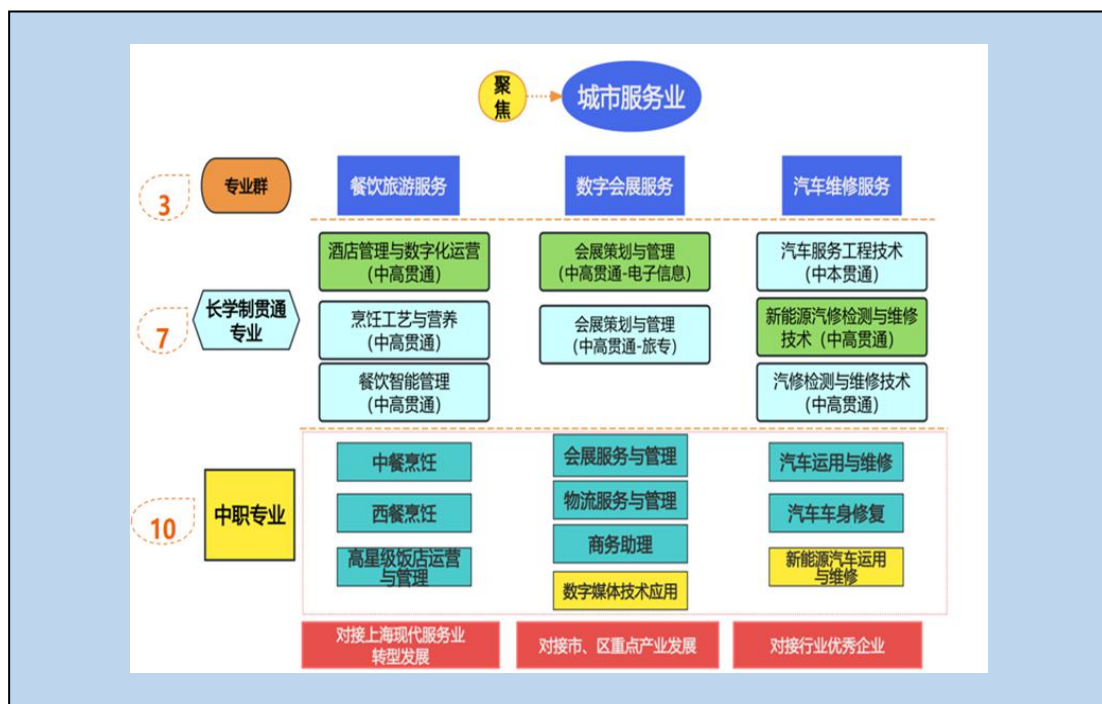 聚
焦
城市服务业
3
专业群
餐饮旅游服务
数字会展服务
汽车维修服务
7
长学制贯通
专业
酒店管理与数字化运营
(中高贯通)
会展策划与管理
(中高贯通-电子信息)
汽车服务工程技术
(中本贯通)
烹饪工艺与营养
(中高贯通)
会展策划与管理
(中高贯通-旅专)
新能源汽修检测与维修
技术（中高贯通)
餐饮智能管理
(中高贯通)
汽修检测与维修技术
(中高贯通)
10
中职专业
中餐烹饪
会展服务与管理
汽车运用与维修
西餐烹饪
物流服务与管理
汽车车身修复
高星级饭店运营
与管理
商务助理
新能源汽车运用
与维修
数字媒体技术应用
对接上海现代服务业
转型发展
对接市、区重点产业发展
对接行业优秀企业